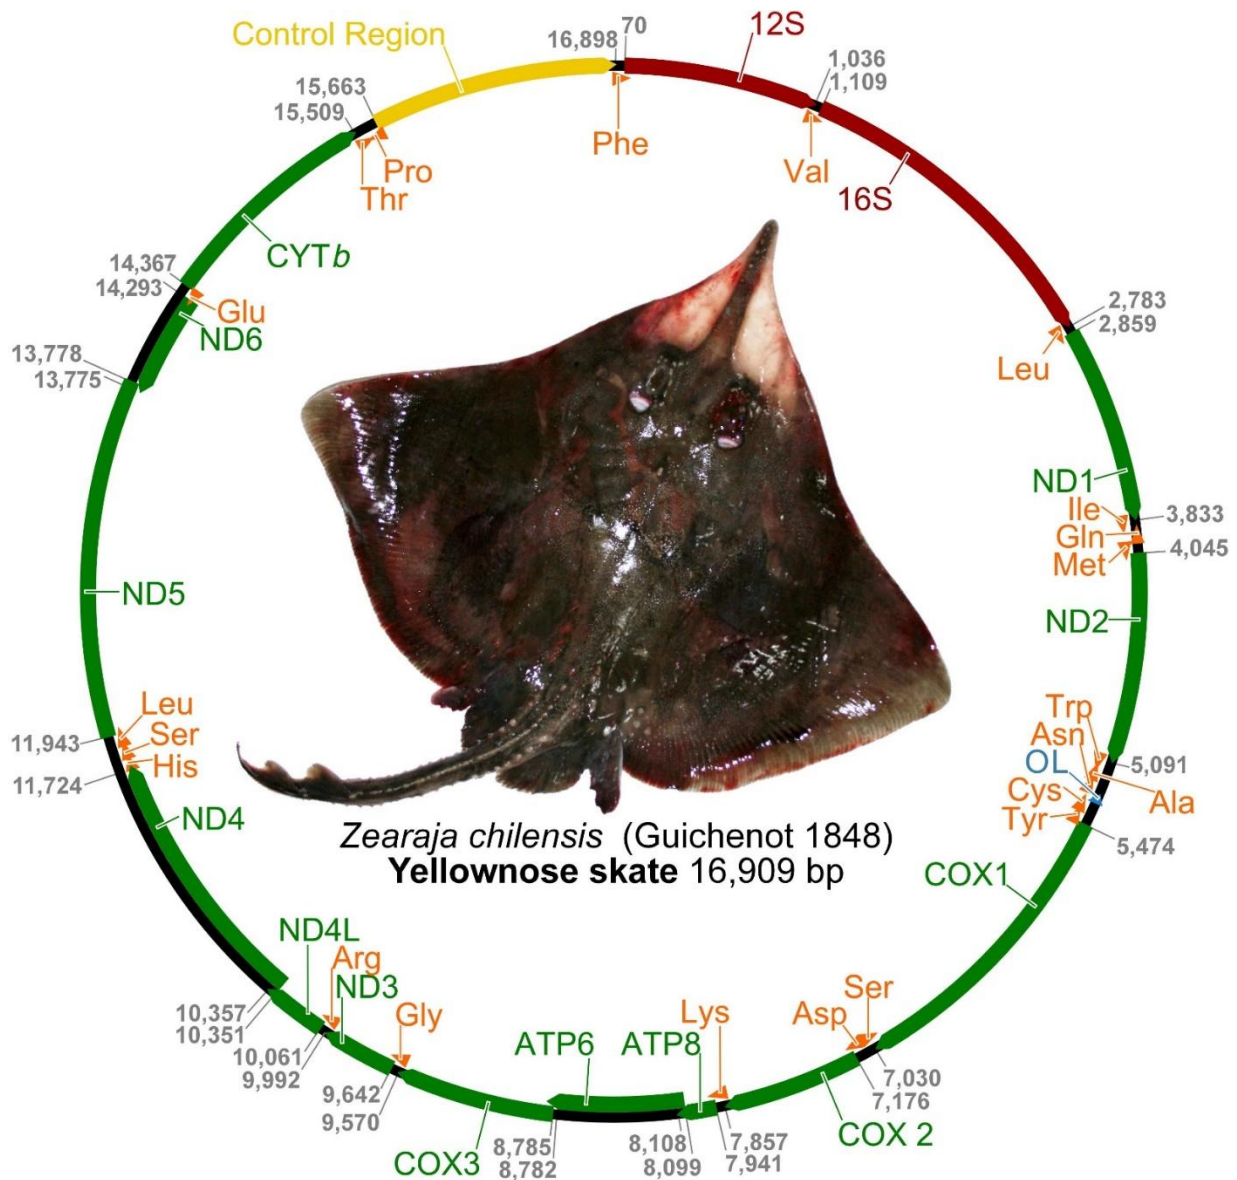 Control Region
16,898
70
12S
1,036
1,109
15,663
15,509
Phe
Val
Pro
Thr
16S
CYTb
14,367
14,293
Glu
ND6
2,783
2,859
Leu
13,778
13,775
ND1
Ile
Gln
Met
3,833
4,045
ND2
ND5
Leu
Ser
His
11,943
11,724
ND4
Trp
Asn
OL
Cys
Tyr
5,091
Ala
5,474
Zearaja chilensis (Guichenot 1848)
Yellownose skate 16,909 bp
COX1
ND4L
Arg
ND3
Gly
10,357
10,351
10,061
9,992
9,642
9,570
ATP6
ATP8
Lys
Asp
Ser
7,030
7,176
COX 2
7,857
7,941
8,108
8,099
8,785
8,782
COX3